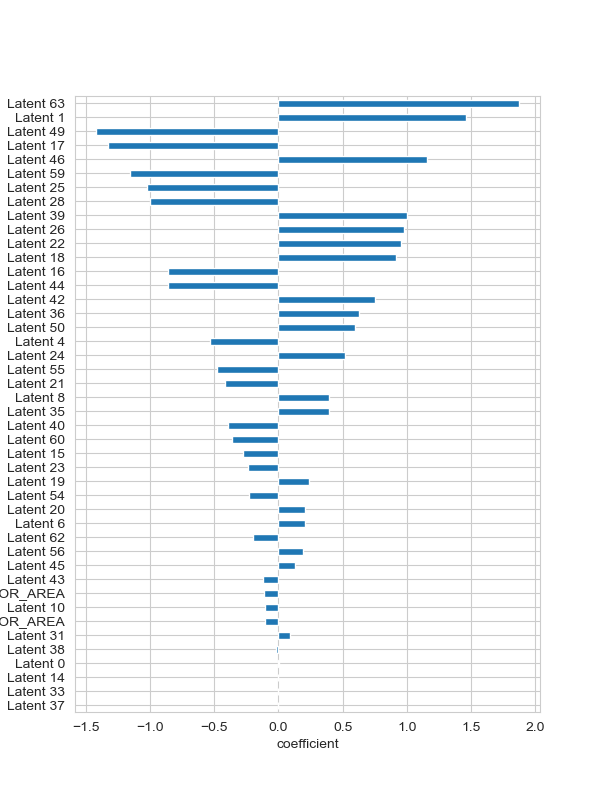 Latent 63
Latent 1
Latent 49
Latent 17
Latent 46
Latent 59
Latent 25
Latent 28
Latent 39
Latent 26
Latent 22
Latent 18
Latent 16
Latent 44
Latent 42
Latent 36
Latent 50
Latent 4
Latent 24
Latent 55
Latent 21
Latent 8
Latent 35
Latent 40
Latent 60
Latent 15
Latent 23
Latent 19
Latent 54
Latent 20
Latent 6
Latent 62
Latent 56
Latent 45
Latent 43
OR_AREA
Latent 10
OR_AREA
Latent 31
Latent 38
Latent 0
Latent 14
Latent 33
Latent 37
−1.5 −1.0 −0.5 0.0 0.5 1.0 1.5 2.0
coefficient